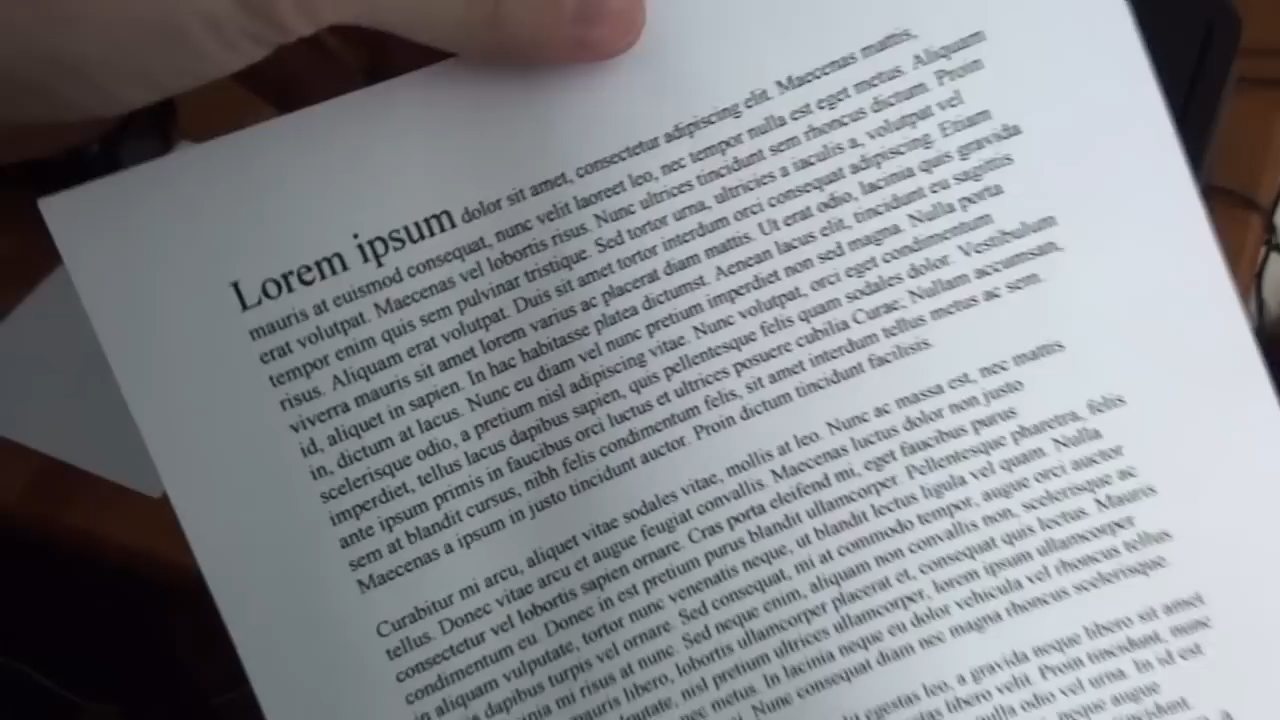 Lorem ipsum dolor sit amet, consectetur adipiscing elit. Maecenas mattis,
mauris at euismod consequat, nunc velit laoreet leo, nec tempor nulla est eget metus. Aliquam
erat volutpat. Maecenas vel lobortis risus. Nunc ultrices tincidunt sem rhoncus dictum. Proin
tempor enim quis sem pulvinar tristique. Sed tortor urna, ultricies a iaculis a, volutpat vel
risus. Aliquam erat volutpat. Duis sit amet tortor interdum orci consequat adipiscing. Etiam
viverra mauris sit amet lorem varius ac placerat diam mattis. Ut erat odio, lacinia quis gravida
id, aliquet in sapien. In hac habitasse platea dictumst. Aenean lacus elit, tincidunt eu sagittis
in, dictum at lacus. Nunc eu diam vel nunc pretium imperdiet non sed magna. Nulla porta
scelerisque odio, a pretium nisl adipiscing vitae. Nunc volutpat, orci eget condimentum
imperdiet, tellus lacus dapibus sapien, quis pellentesque felis quam sodales dolor. Vestibulum
ante ipsum primis in faucibus orci luctus et ultrices posuere cubilia Curae; Nullam accumsan,
sem at blandit cursus, nibh felis condimentum felis, sit amet interdum tellus metus ac sem.
Maecenas a ipsum in justo tincidunt auctor. Proin dictum tincidunt facilisis.
Curabitur mi arcu, aliquet vitae sodales vitae, mollis at leo. Nunc ac massa est, nec mattis
tellus. Donec vitae arcu et augue feugiat convallis. Maecenas luctus dolor non justo
consectetur vel lobortis sapien ornare. Cras porta eleifend mi, eget faucibus purus
condimentum eu. Donec in est pretium purus blandit ullamcorper. Pellentesque pharetra, felis
in aliquam vulputate, tortor nunc venenatis neque, ut blandit lectus ligula vel quam. Nulla
dapibus turpis vel ornare. Sed consequat, mi at commodo tempor, augue orci auctor
mi risus at nunc. Sed neque enim, aliquam non convallis non, scelerisque ac
mauris libero, lobortis ullamcorper placerat et, consequat quis lectus. Mauris
nisl pretium ultrices ullamcorper, lorem ipsum ullamcorper
metus. In lacinia neque eu dolor vehicula vel rhoncus tellus
Nunc consequat diam nec magna rhoncus scelerisque.
egestas leo, a gravida neque libero sit amet
libero velit. Proin tincidunt, nunc
nulla odio vel urna. In id est
augue